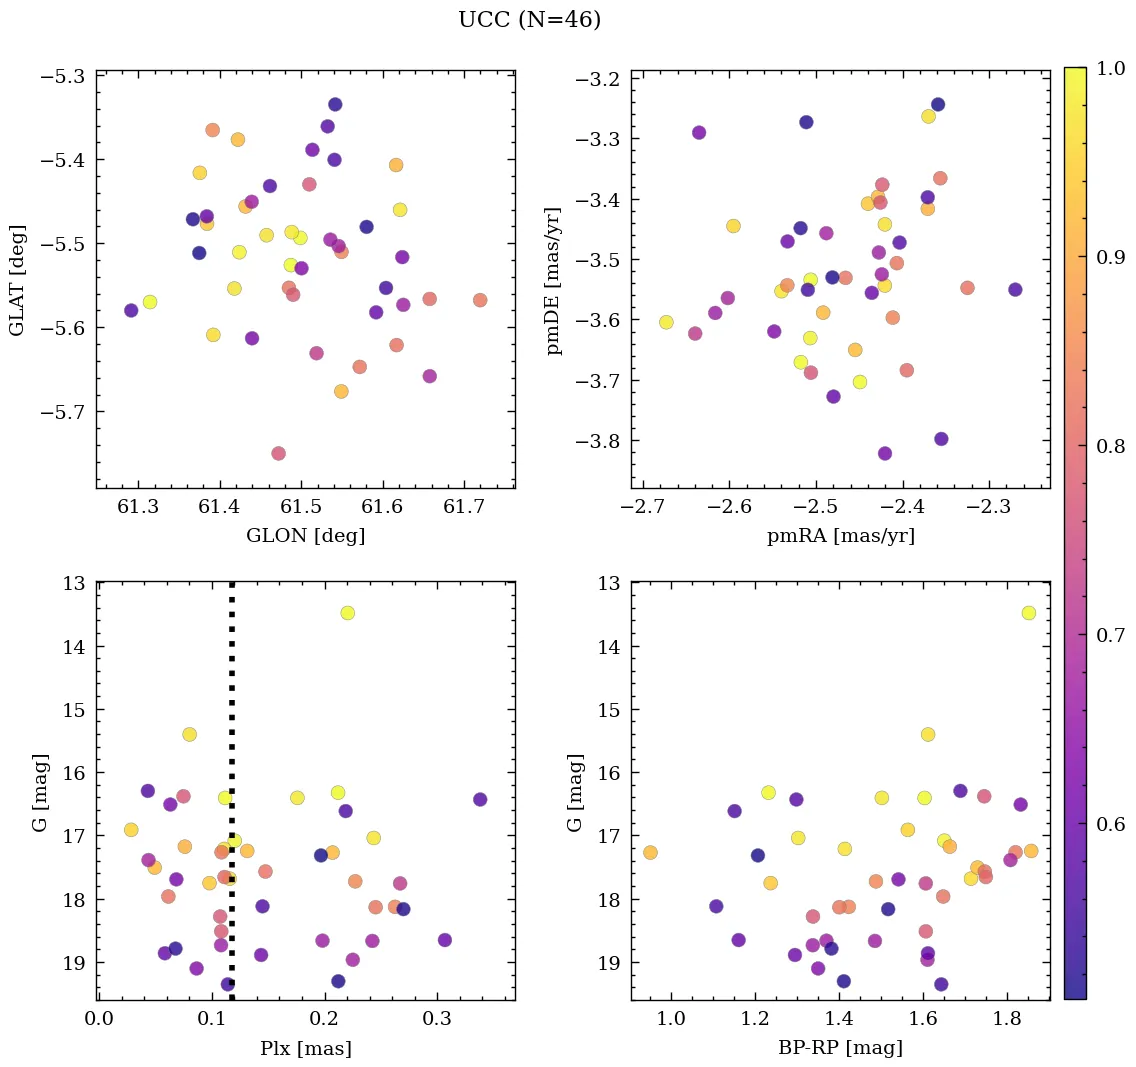 UCC (N=46)
−5.3
−5.4
−5.5
−5.6
−5.7
GLAT [deg]
61.3 61.4 61.5 61.6 61.7
GLON [deg]
−3.2
−3.3
−3.4
−3.5
−3.6
−3.7
−3.8
pmDE [mas/yr]
−2.7 −2.6 −2.5 −2.4 −2.3
pmRA [mas/yr]
1.0
0.9
0.8
0.7
0.6
13
14
15
16
17
18
19
G [mag]
0.0 0.1 0.2 0.3
Plx [mas]
13
14
15
16
17
18
19
G [mag]
1.0 1.2 1.4 1.6 1.8
BP-RP [mag]